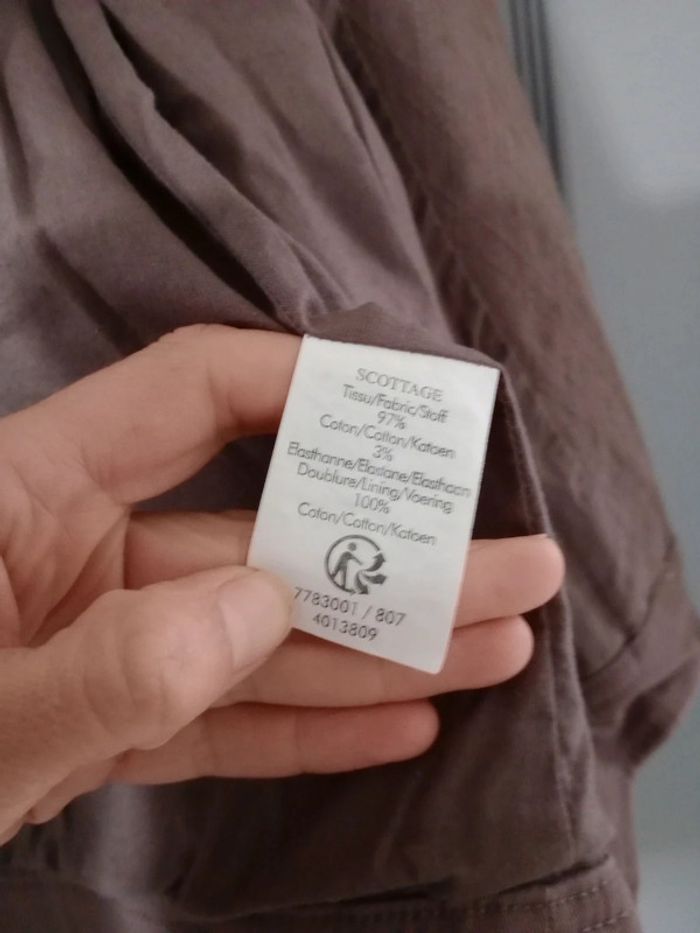 SCOTTAGE
Tissu/Fabric/Stoff
97%
Coton/Cotton/Katoen
3%
Elasthanne/Elastane/Elasthaan
Doublure/Lining/Voering
100%
Coton/Cotton/Katoen
7783001 / 807
4013809